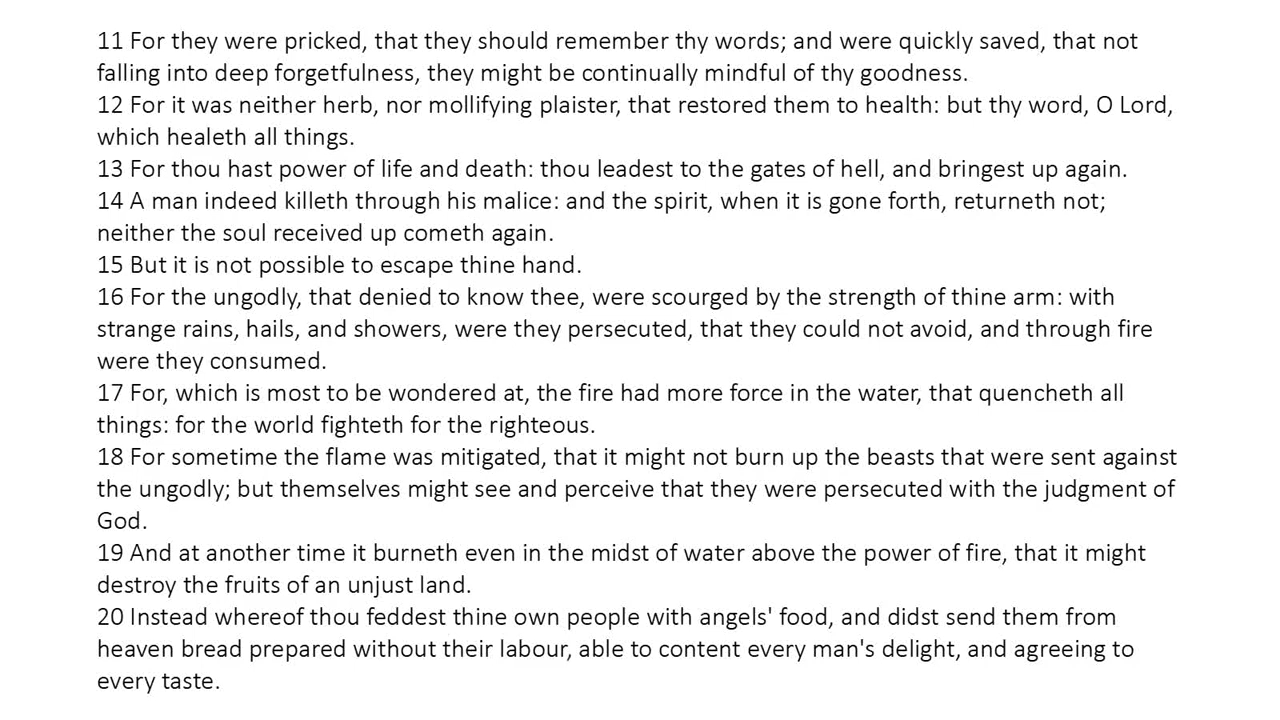 11 For they were pricked, that they should remember thy words; and were quickly saved, that not
falling into deep forgetfulness, they might be continually mindful of thy goodness.
12 For it was neither herb, nor mollifying plaister, that restored them to health: but thy word, O Lord,
which healeth all things.
13 For thou hast power of life and death: thou leadest to the gates of hell, and bringest up again.
14 A man indeed killeth through his malice: and the spirit, when it is gone forth, returneth not;
neither the soul received up cometh again.
15 But it is not possible to escape thine hand.
16 For the ungodly, that denied to know thee, were scourged by the strength of thine arm: with
strange rains, hails, and showers, were they persecuted, that they could not avoid, and through fire
were they consumed.
17 For, which is most to be wondered at, the fire had more force in the water, that quencheth all
things: for the world fighteth for the righteous.
18 For sometime the flame was mitigated, that it might not burn up the beasts that were sent against
the ungodly; but themselves might see and perceive that they were persecuted with the judgment of
God.
19 And at another time it burneth even in the midst of water above the power of fire, that it might
destroy the fruits of an unjust land.
20 Instead whereof thou feddest thine own people with angels' food, and didst send them from
heaven bread prepared without their labour, able to content every man's delight, and agreeing to
every taste.